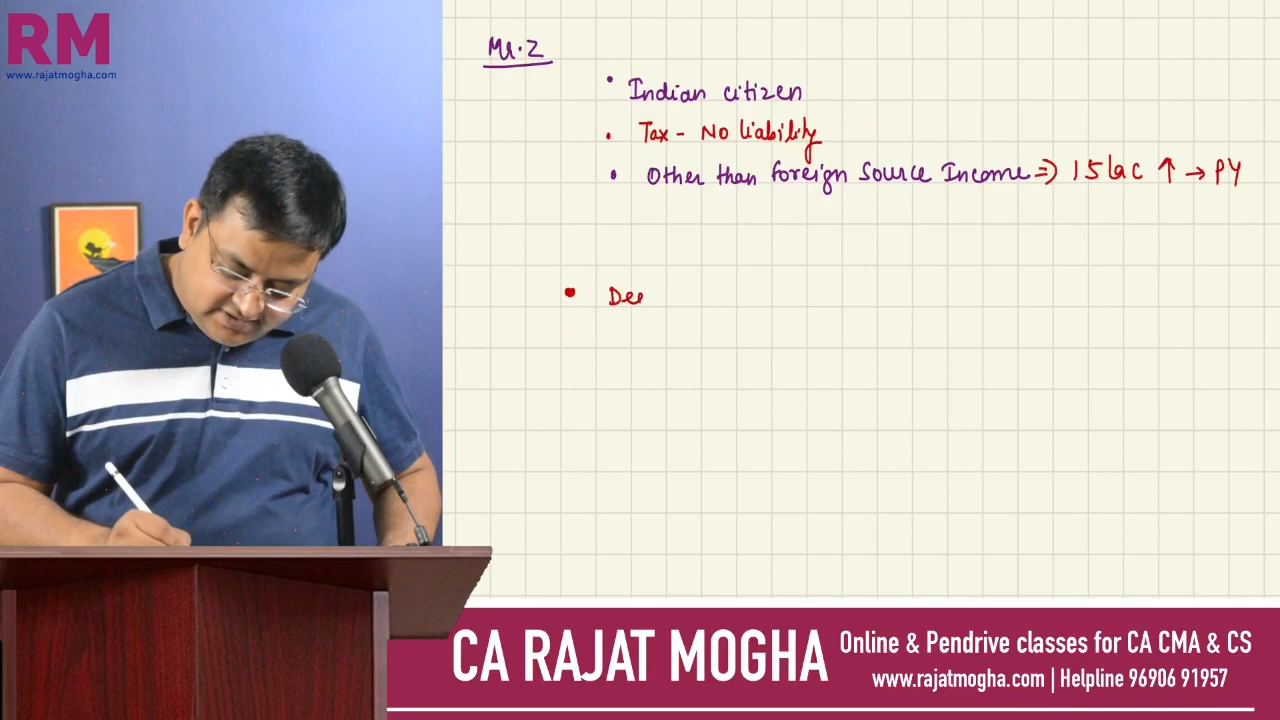 RM
www.rajatmogha.com
Mr. Z
• Indian citizen
• Tax - No liability
• Other than foreign Source Income => 15 lac ↑ → PY
• Dee
CA RAJAT MOGHA
Online & Pendrive classes for CA CMA & CS
www.rajatmogha.com | Helpline 96906 91957